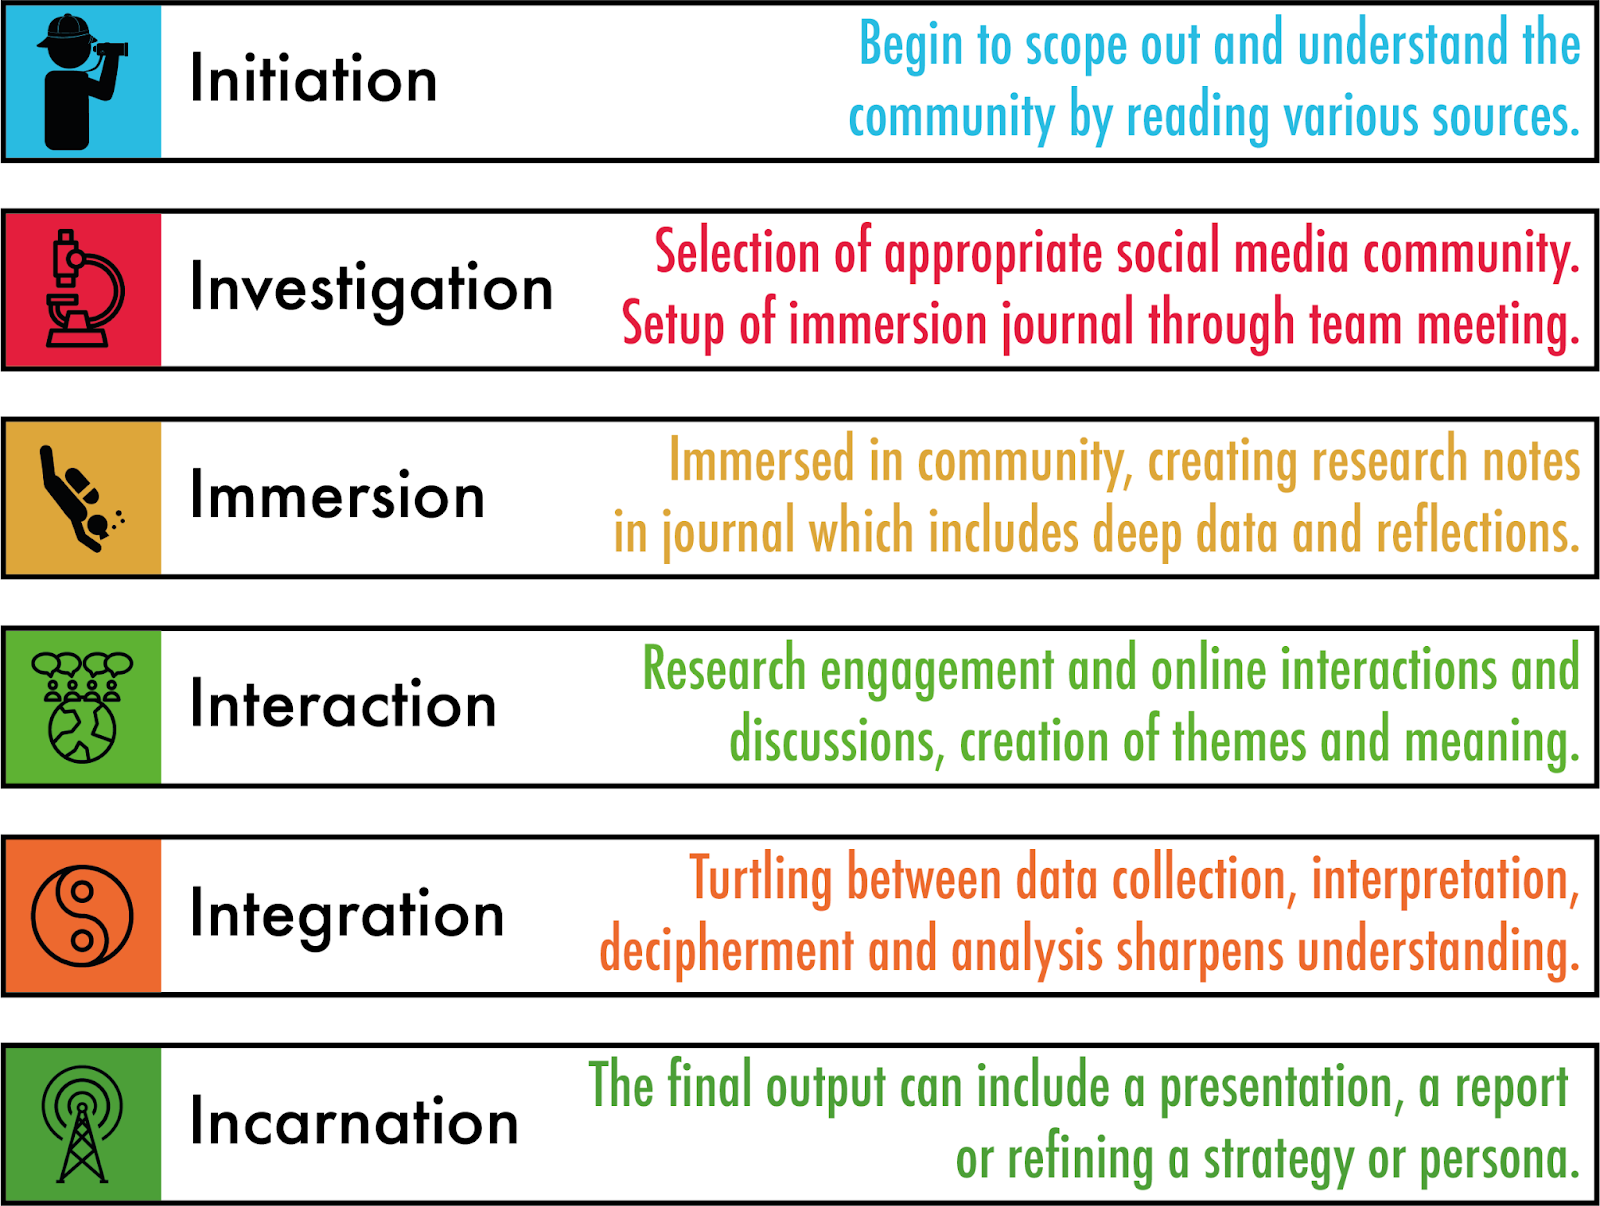 Initiation
Begin to scope out and understand the
community by reading various sources.
Investigation
Selection of appropriate social media community.
Setup of immersion journal through team meeting.
Immersion
Immersed in community, creating research notes
in journal which includes deep data and reflections.
Interaction
Research engagement and online interactions and
discussions, creation of themes and meaning.
Integration
Turtling between data collection, interpretation,
decipherment and analysis sharpens understanding.
Incarnation
The final output can include a presentation, a report
or refining a strategy or persona.